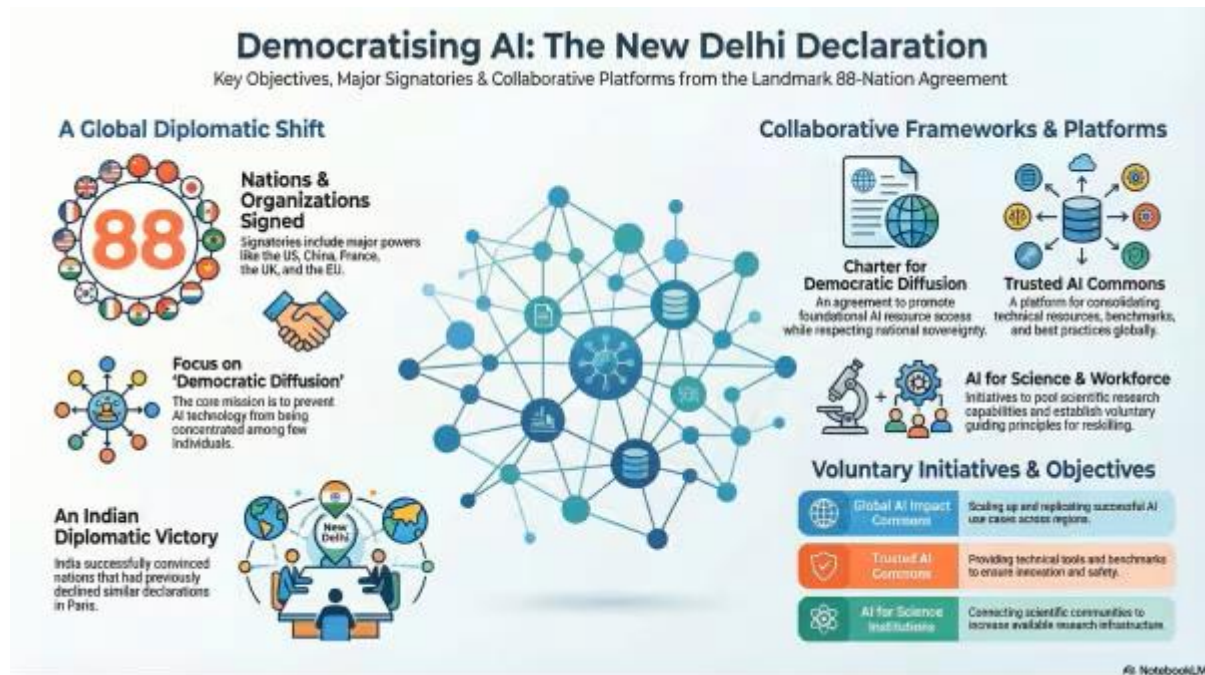 Democratising AI: The New Delhi Declaration
Key Objectives, Major Signatories & Collaborative Platforms from the Landmark 88-Nation Agreement
A Global Diplomatic Shift
88
Nations &
Organizations
Signed
Signatories include major powers
like the US, China, France,
the UK, and the EU.
Focus on
'Democratic Diffusion'
The core mission is to prevent
AI technology from being
concentrated among few
individuals.
An Indian
Diplomatic Victory
India successfully convinced
nations that had previously
declined similar declarations
in Paris.
New
Delhi
Collaborative Frameworks & Platforms
Charter for
Democratic Diffusion
An agreement to promote
foundational AI resource access
while respecting national sovereignty.
Trusted AI Commons
A platform for consolidating
technical resources, benchmarks,
and best practices globally.
AI for Science & Workforce
Initiatives to pool scientific research
capabilities and establish voluntary
guiding principles for reskilling.
Voluntary Initiatives & Objectives
Global AI Impact
Commons
Scaling up and replicating successful AI
use cases across regions.
Trusted AI
Commons
Providing technical tools and benchmarks
to ensure innovation and safety.
AI for Science
Institutions
Connecting scientific communities to
increase available research infrastructure.
NotebookLM